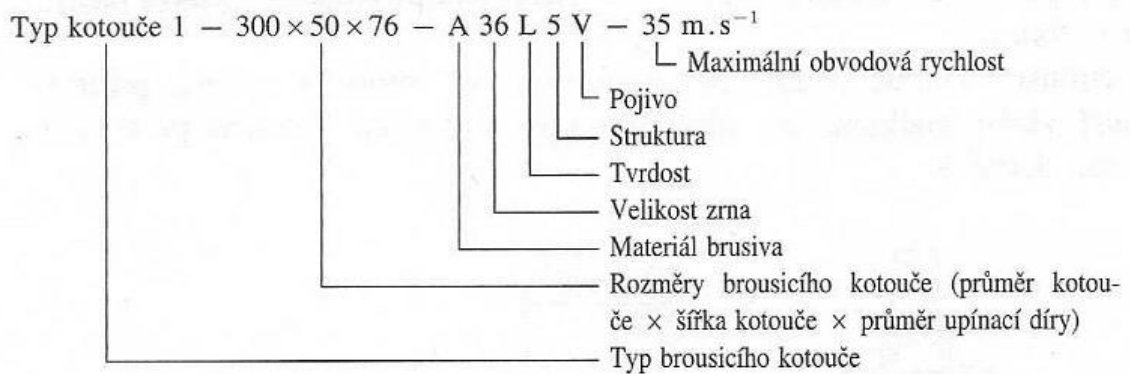 Typ kotouče 1 – 300 × 50 × 76 – A 36 L 5 V – 35 m.s⁻¹
Maximální obvodová rychlost
Pojivo
Struktura
Tvrdost
Velikost zrna
Materiál brusiva
Rozměry brousicího kotouče (průměr kotou-
če × šířka kotouče × průměr upínací díry)
Typ brousicího kotouče